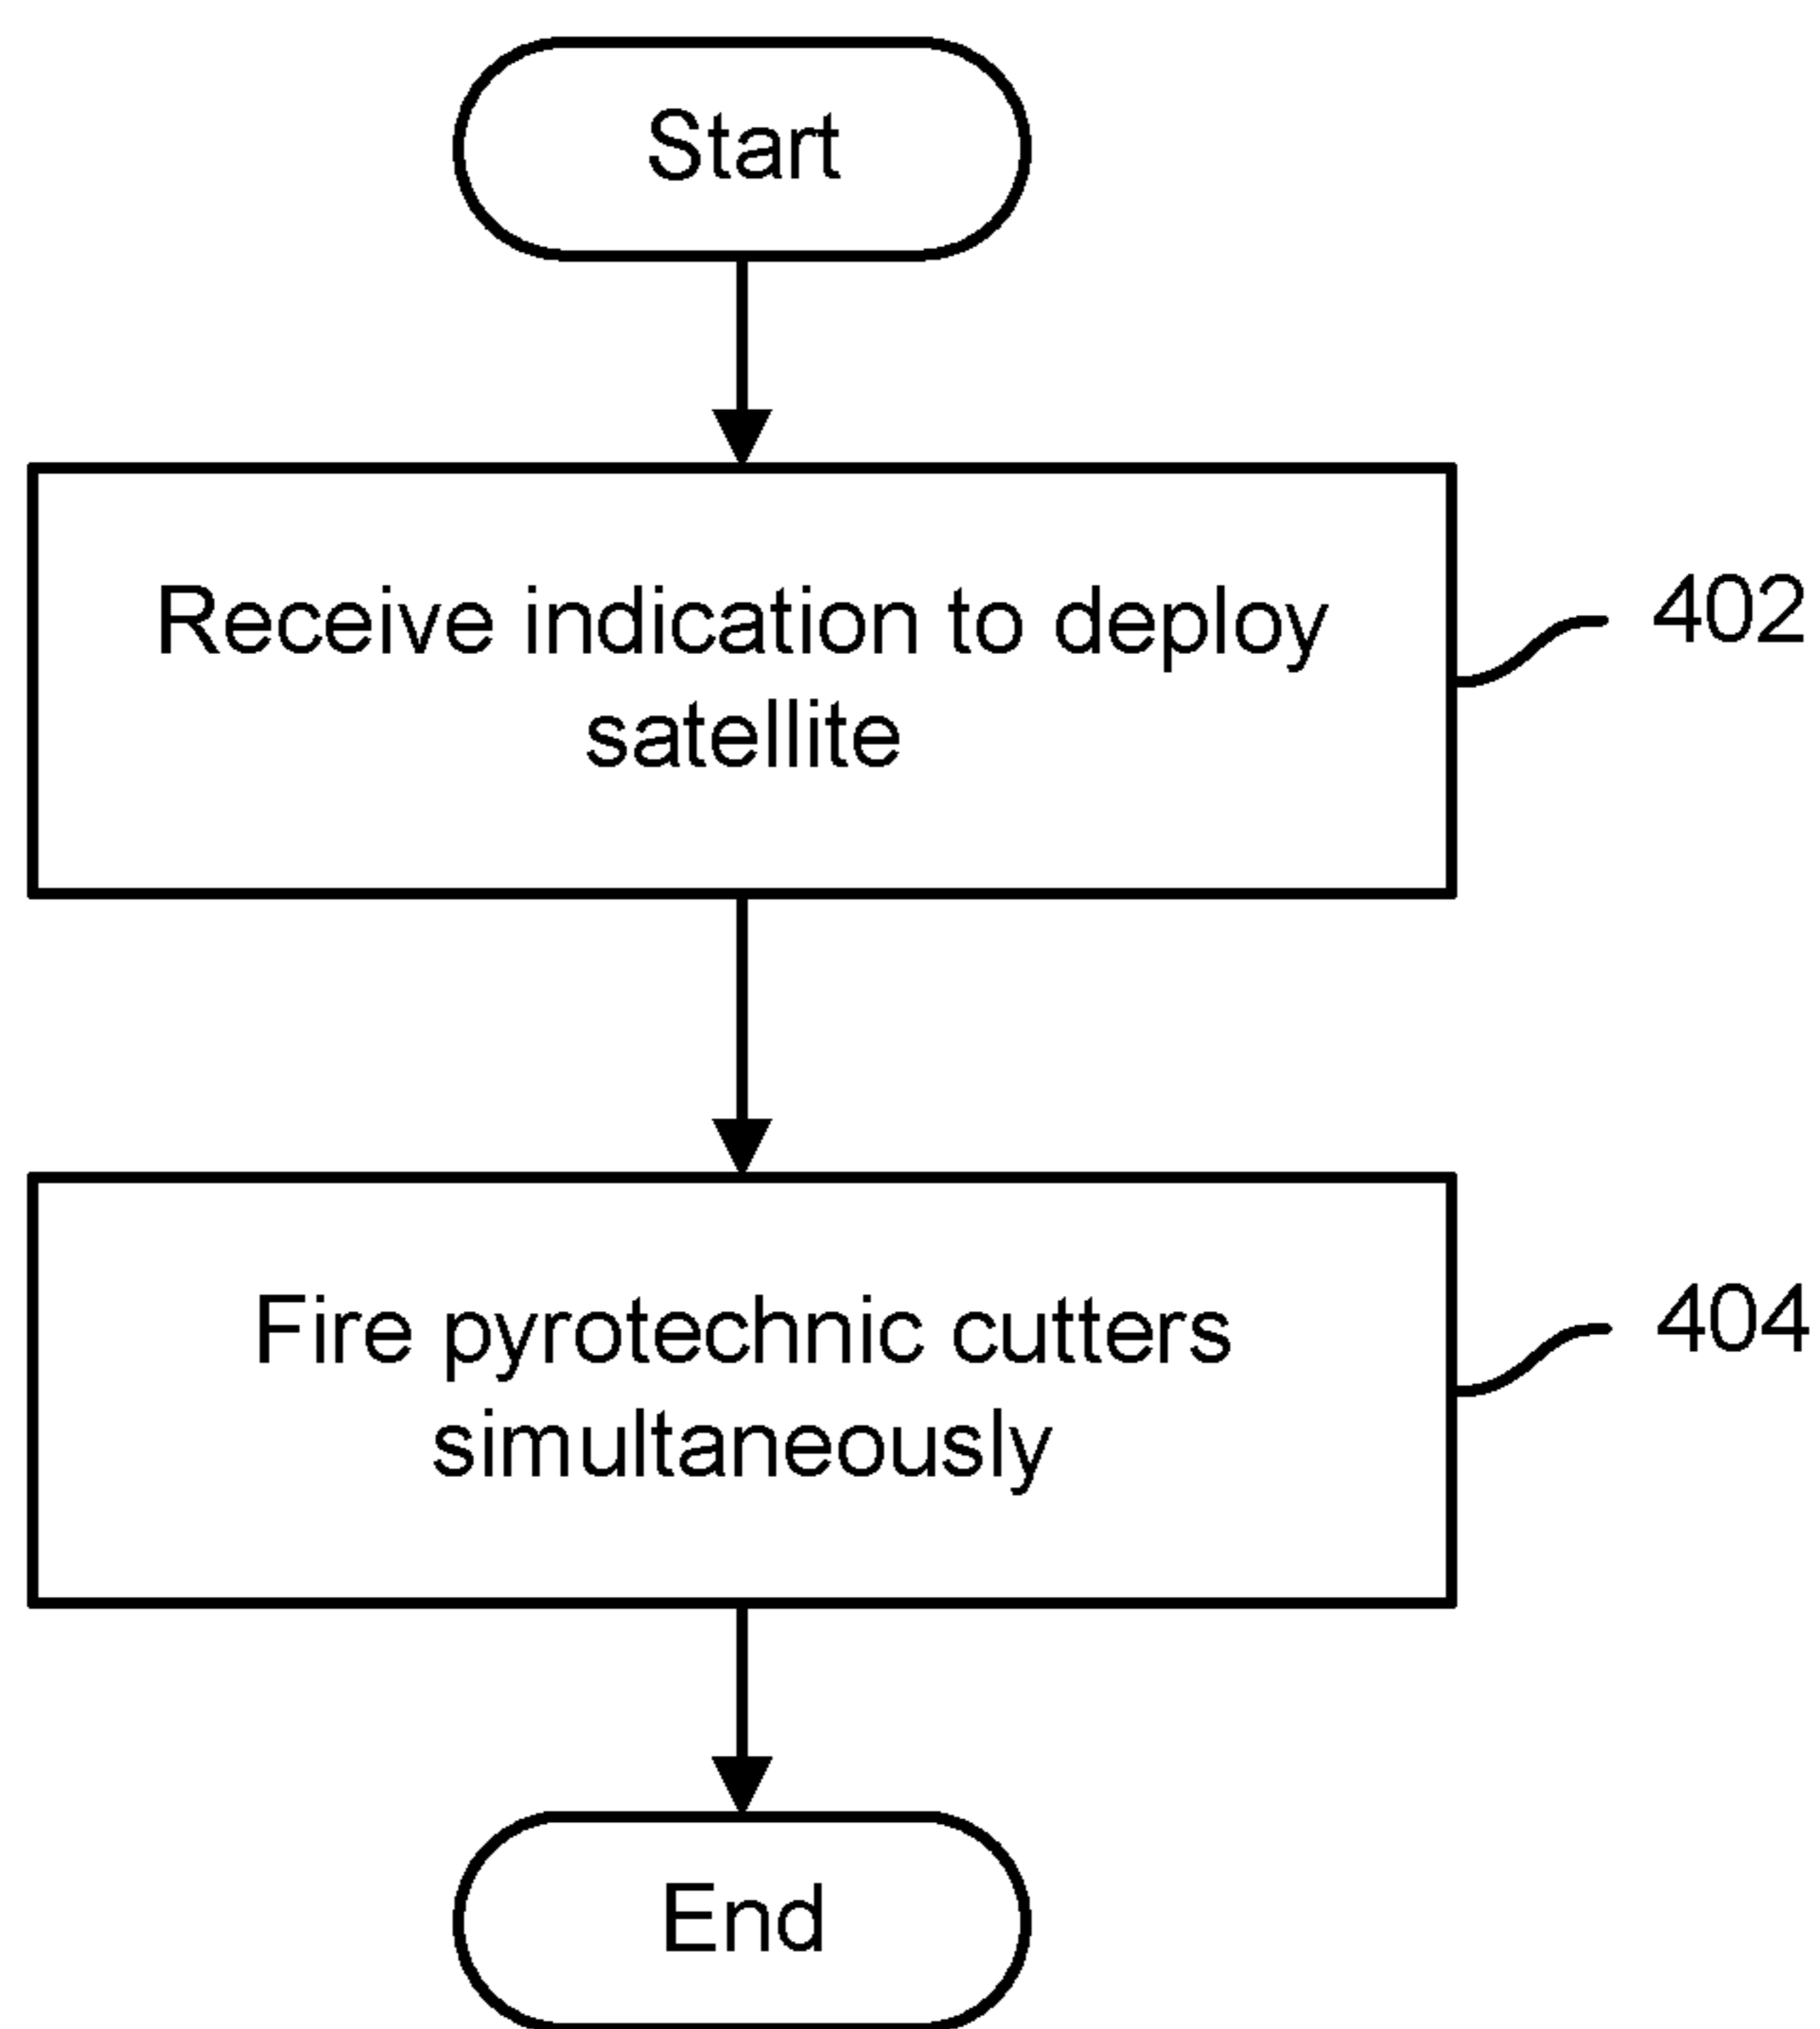 Start
Receive indication to deploy
satellite
402
Fire pyrotechnic cutters
simultaneously
404
End